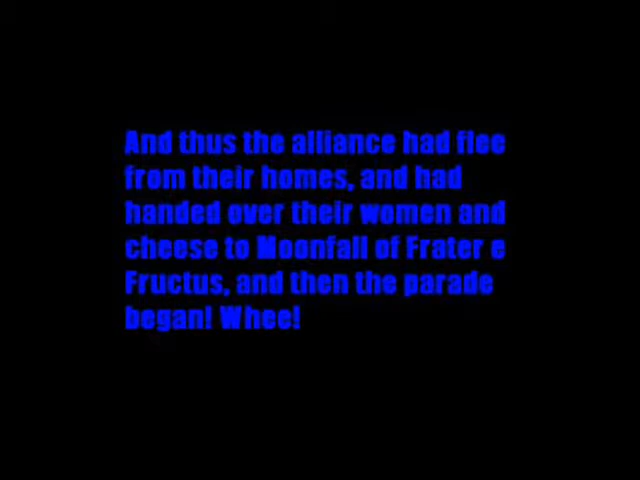 And thus the alliance had flee
from their homes, and had
handed over their women and
cheose to Moonfall of Frater e
Fructus, and then the parade
began! Whee!